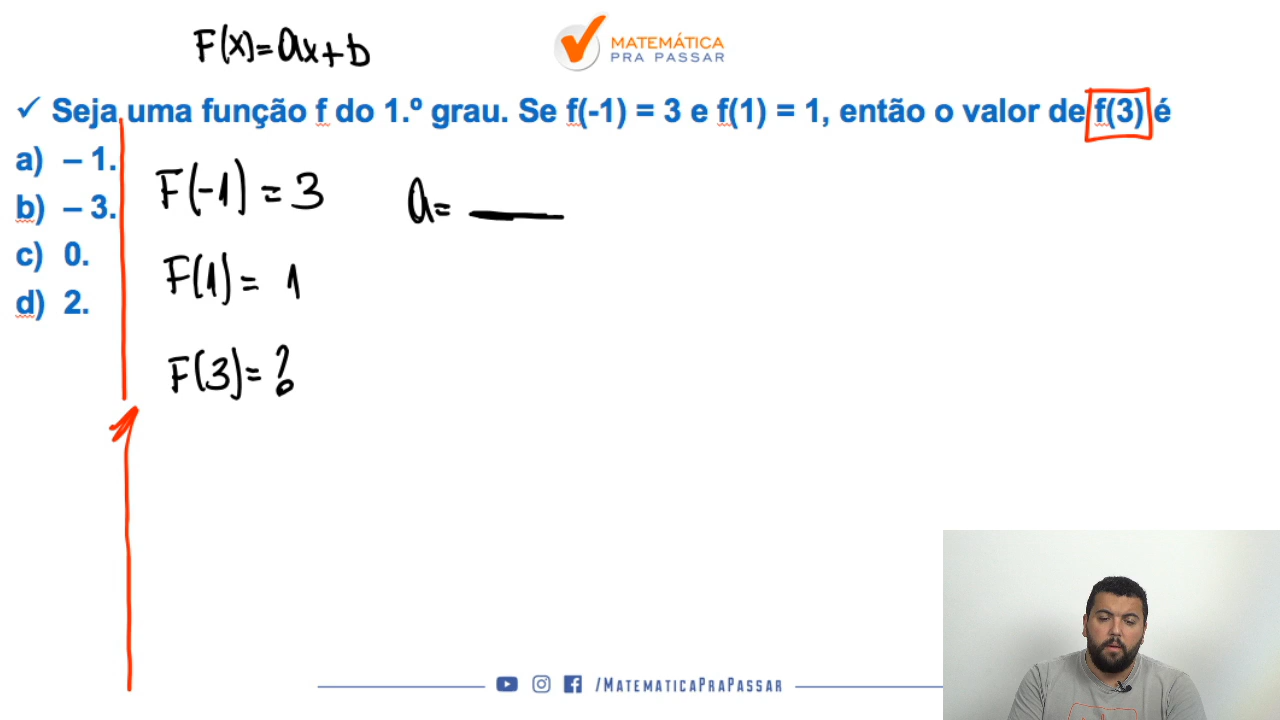 F(x)=ax+b
MATEMÁTICA
PRA PASSAR
✓ Seja uma função f do 1.º grau. Se f(-1) = 3 e f(1) = 1, então o valor de f(3) é
a) – 1.
b) – 3.
c) 0.
d) 2.
F(-1) = 3
a=
F(1) = 1
F(3)= ?
/MATEMATICAPRAPASSAR